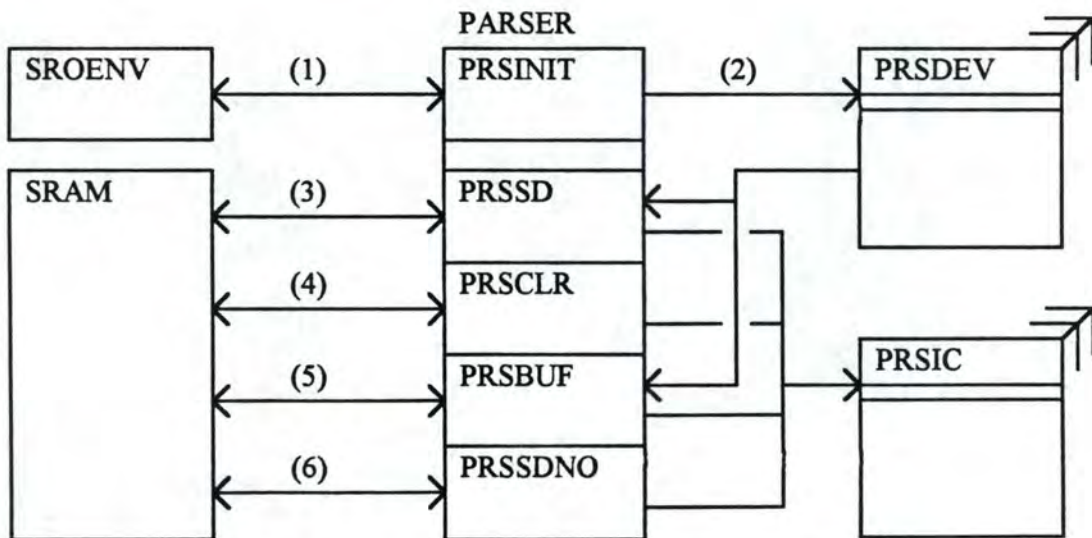 PARSER
SROENV
(1)
PRSINIT
(2)
PRSDEV
SRAM
(3)
PRSSD
(4)
PRSCLR
(5)
PRSBUF
PRSIC
(6)
PRSSDNO